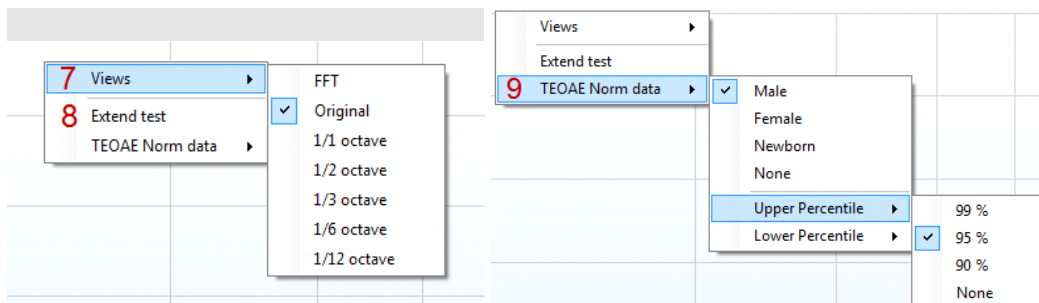 7 Views
8 Extend test
TEOAE Norm data
FFT
Original
1/1 octave
1/2 octave
1/3 octave
1/6 octave
1/12 octave
Views
Extend test
9 TEOAE Norm data
Male
Female
Newborn
None
Upper Percentile
Lower Percentile
99 %
95 %
90 %
None